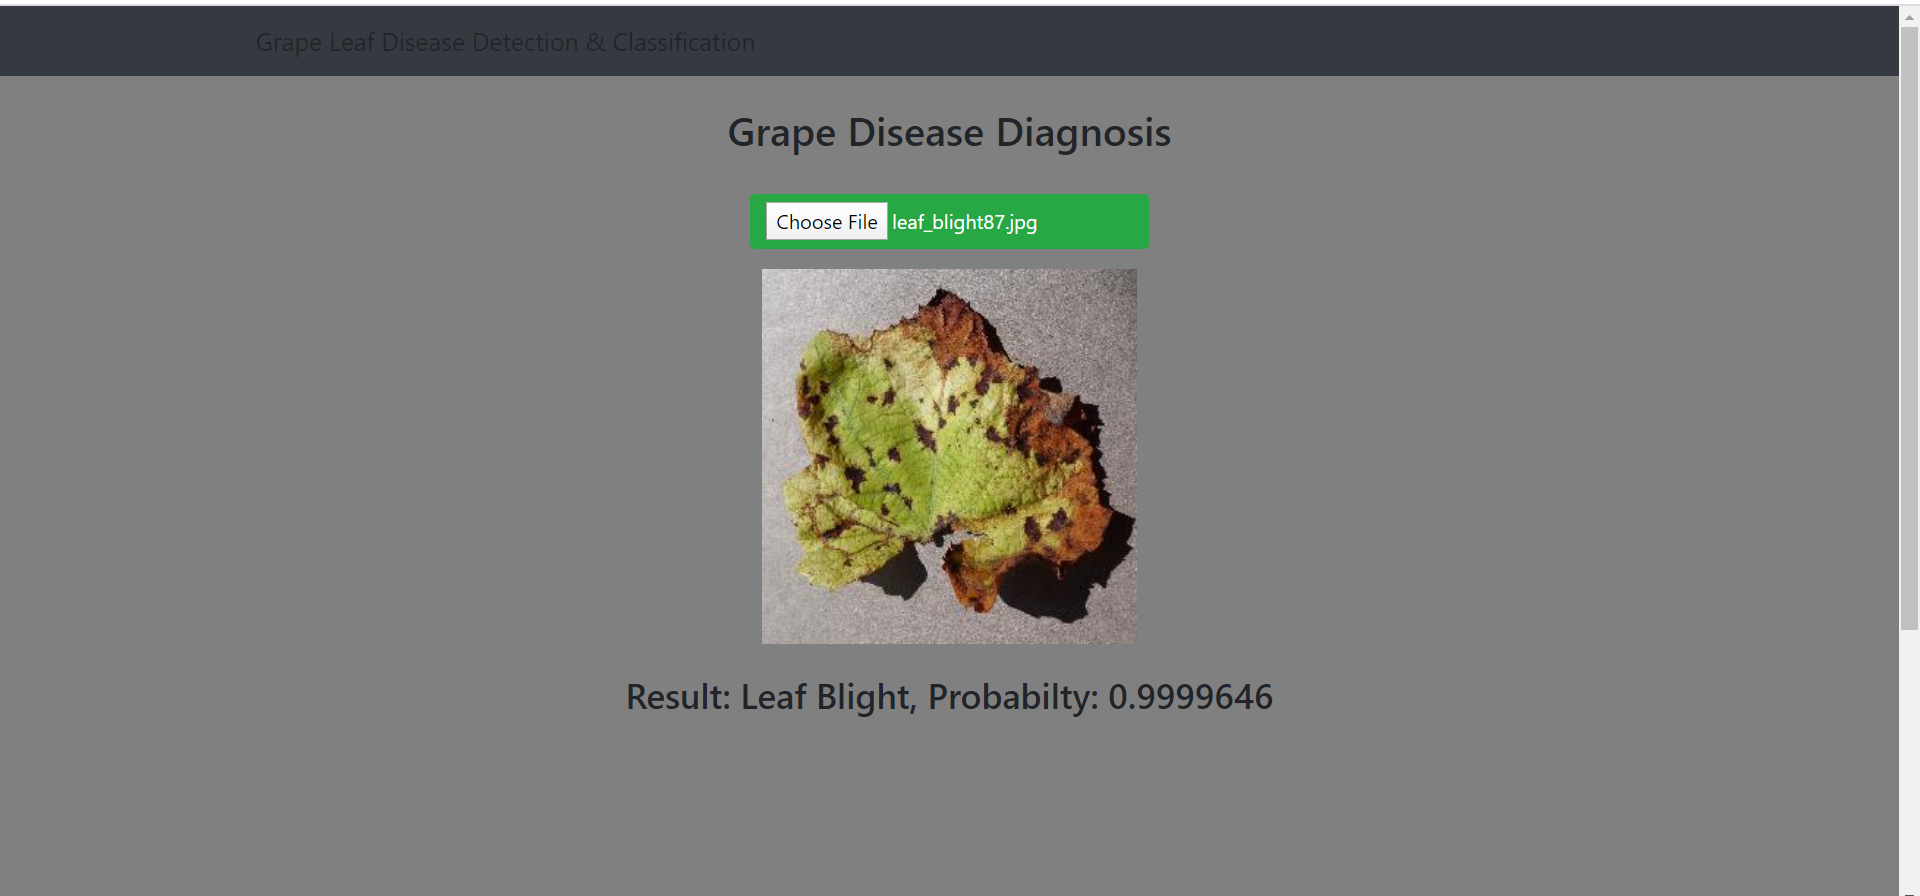 Grape Leaf Disease Detection & Classification
Grape Disease Diagnosis
Choose File leaf_blight87.jpg
Result: Leaf Blight, Probabilty: 0.9999646